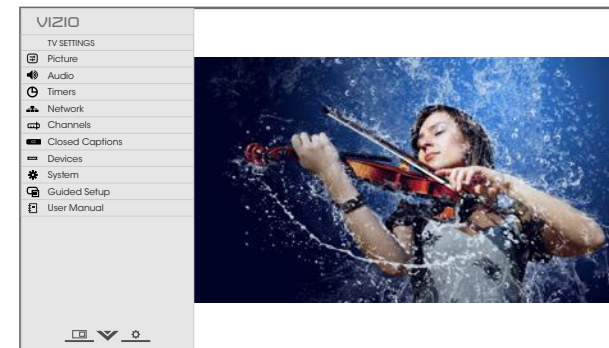 VIZIO
TV SETTINGS
Picture
Audio
Timers
Network
Channels
Closed Captions
Devices
System
Guided Setup
User Manual